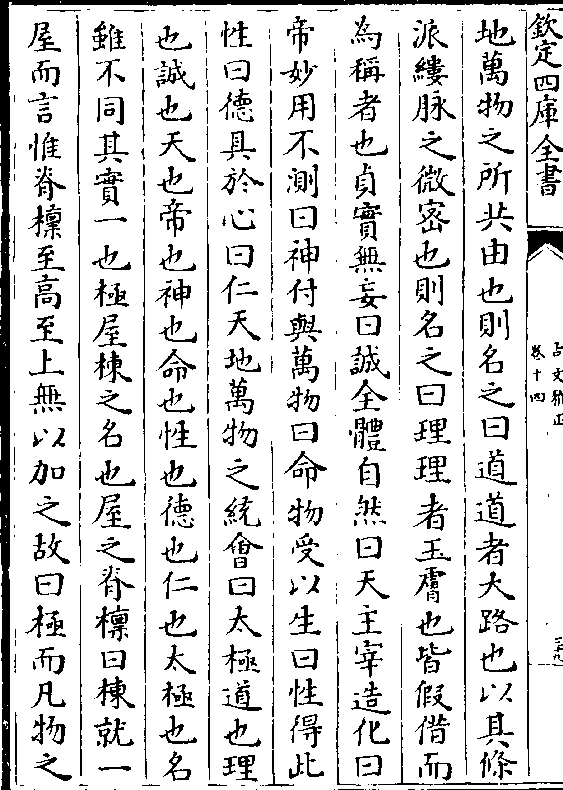 欽定四庫全書
古文雅正
卷十四
地萬物之所共由也則名之曰道道者大路也以其條
派縷脉之微宻也則名之曰理理者玉膚也皆假借而
為稱者也貞實無妄曰誠全體自然曰天主宰造化曰
帝妙用不測曰神付與萬物曰命物受以生曰性得此
性曰德具於心曰仁天地萬物之統會曰太極道也理
也誠也天也帝也神也命也性也德也仁也太極也名
雖不同其實一也極屋棟之名也屋之脊檁曰棟就一
屋而言惟脊檁至高至上無以加之故曰極而凡物之